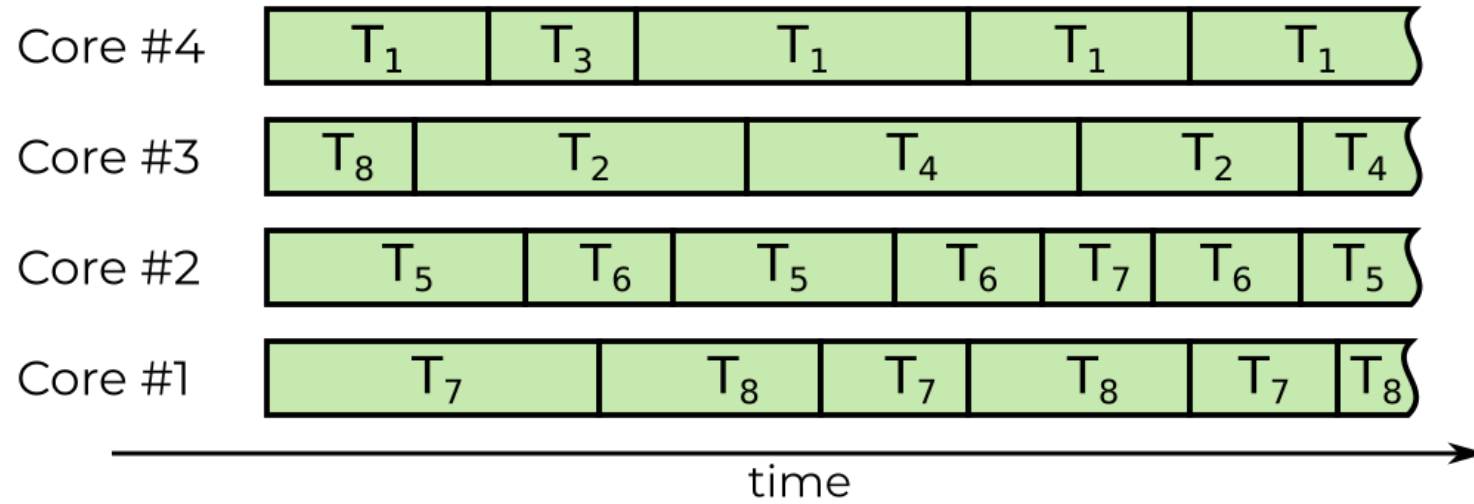 Core #4 T₁ T₃ T₁ T₁ T₁
Core #3 T₈ T₂ T₄ T₂ T₄
Core #2 T₅ T₆ T₅ T₆ T₇ T₆ T₅
Core #1 T₇ T₈ T₇ T₈ T₇ T₈
time